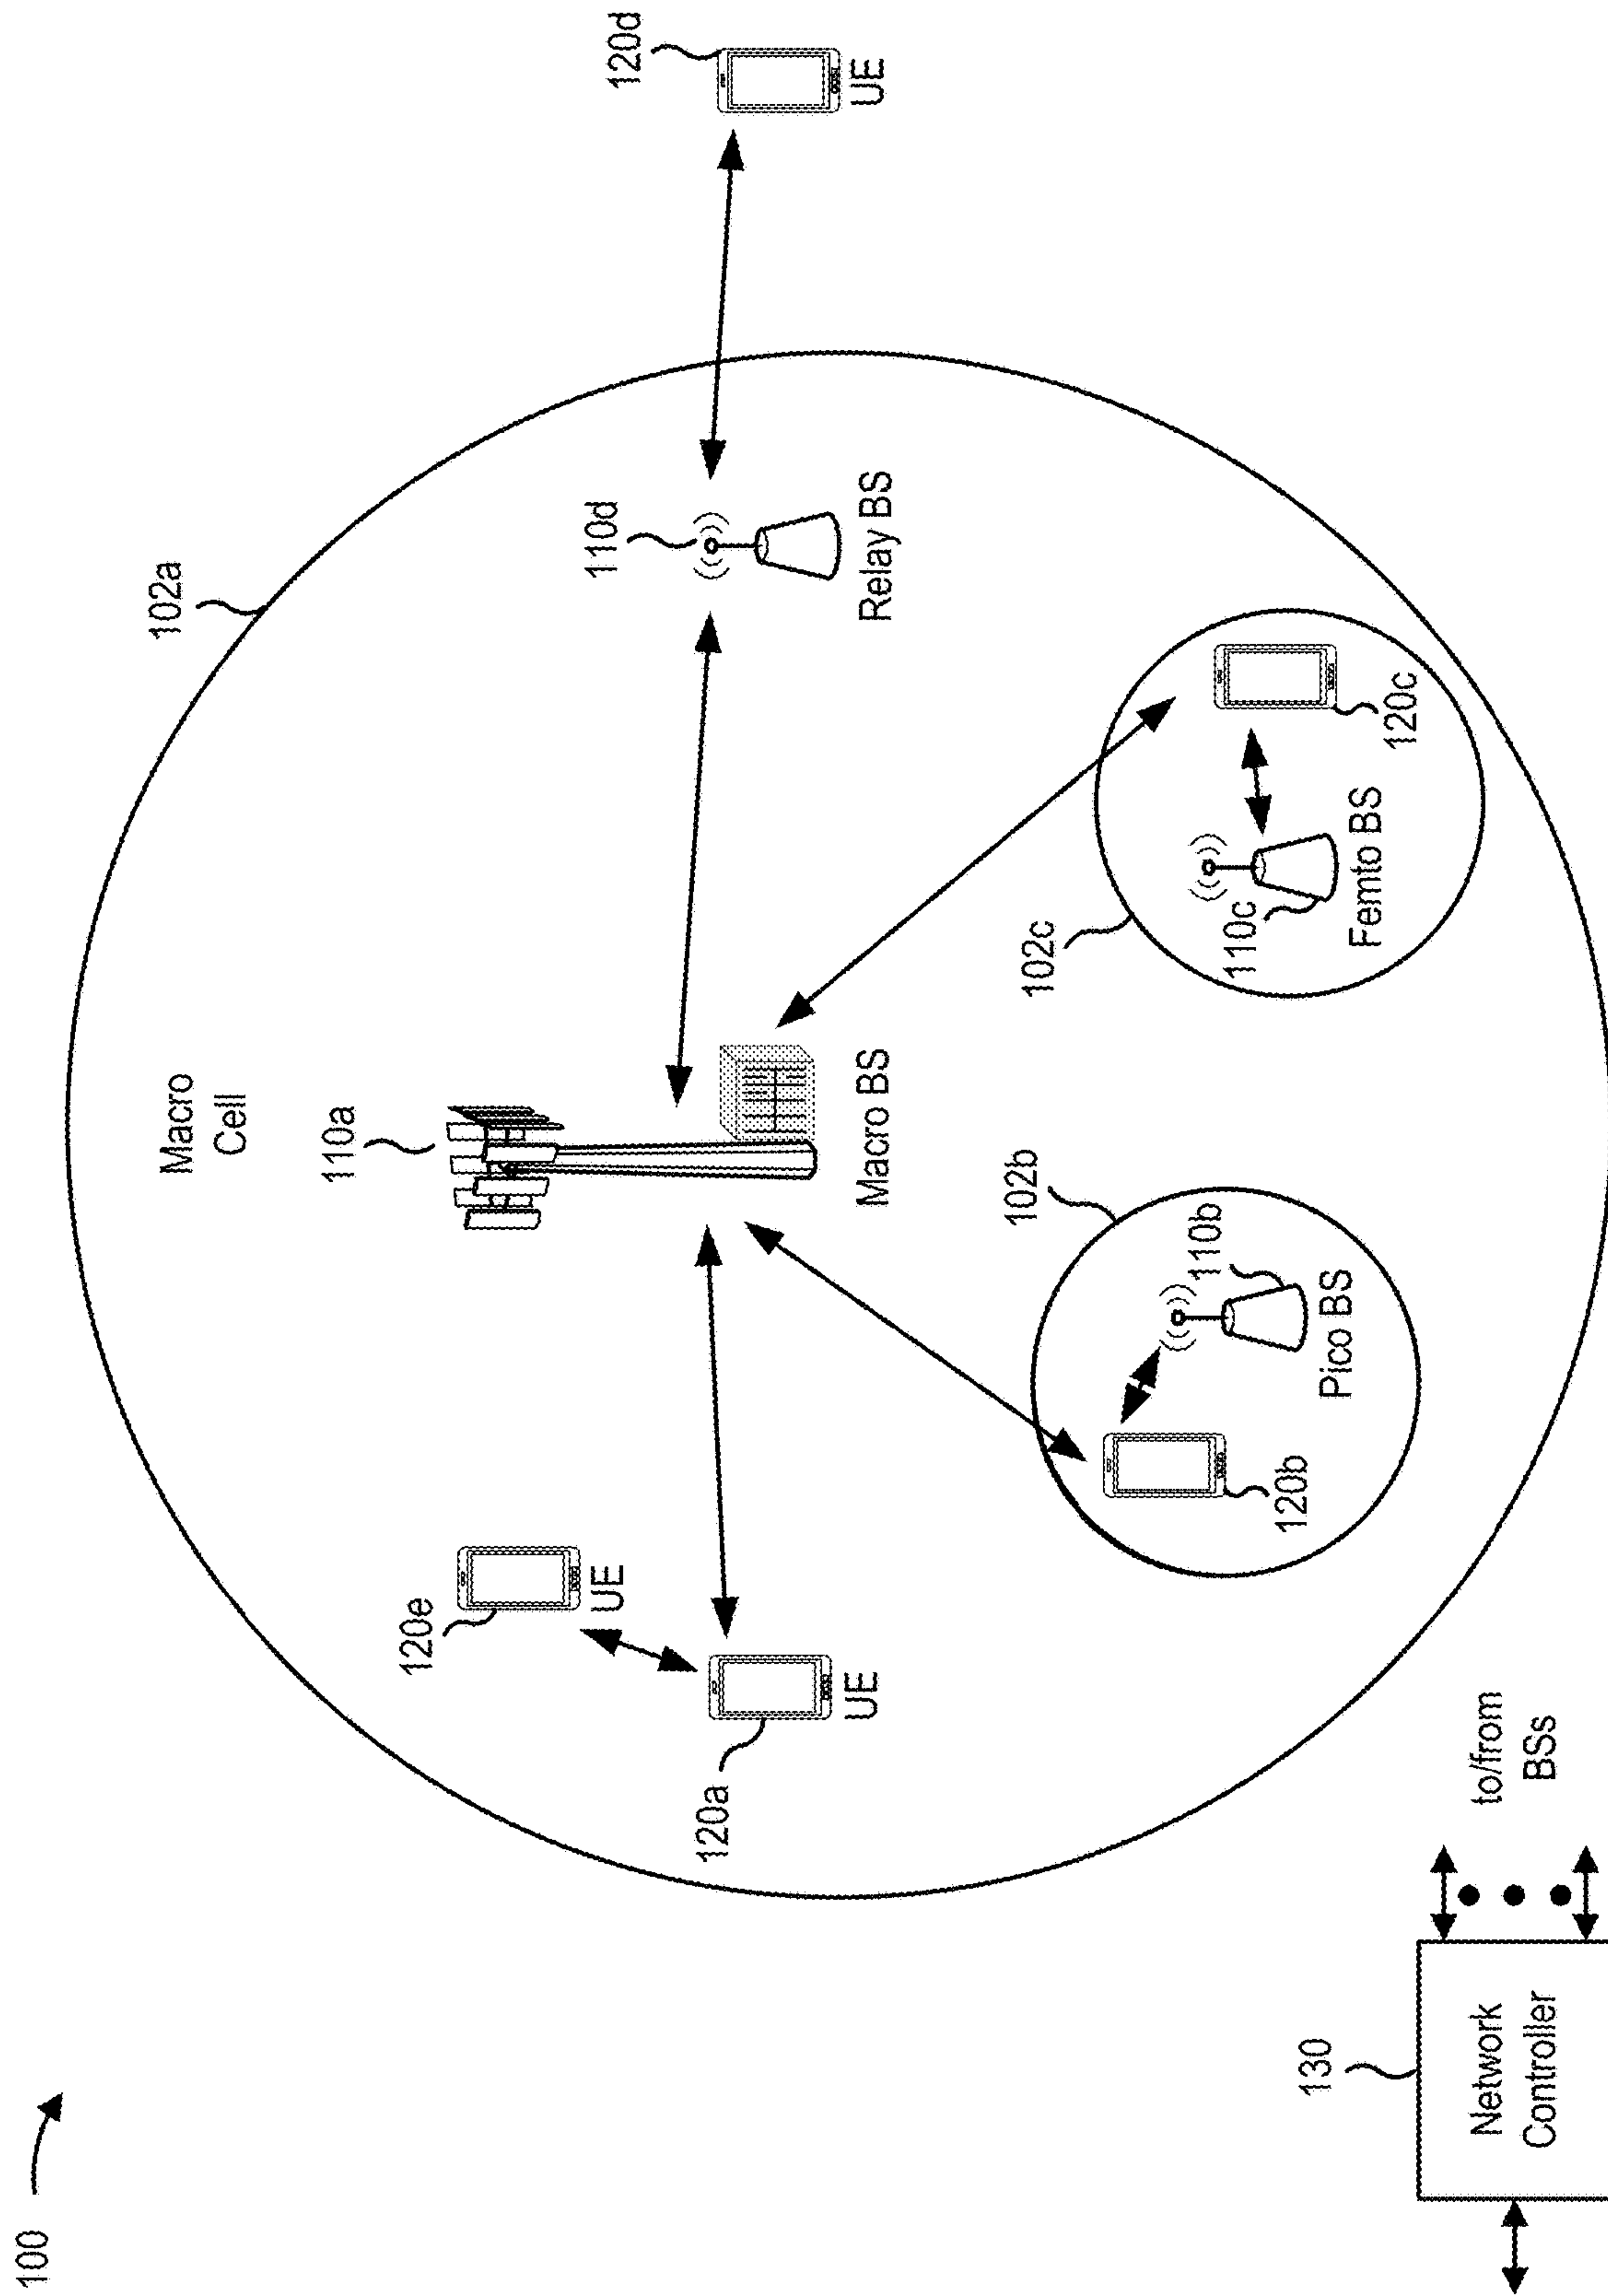 100
102a
Macro
Cell
110a
Macro BS
120d
UE
110d
Relay BS
120e
UE
120a
UE
102b
110b
Pico BS
120b
102c
110c
Femto BS
120c
130
Network
Controller
to/from
BSs